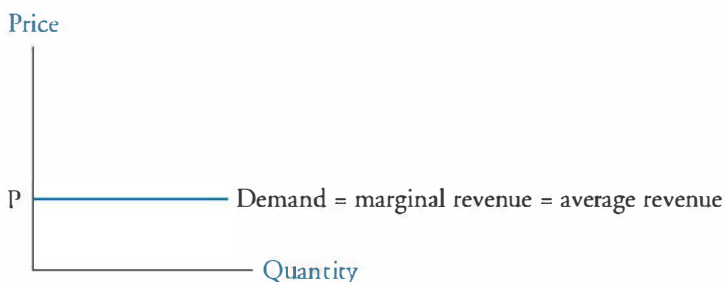 Price
P
Demand = marginal revenue = average revenue
Quantity